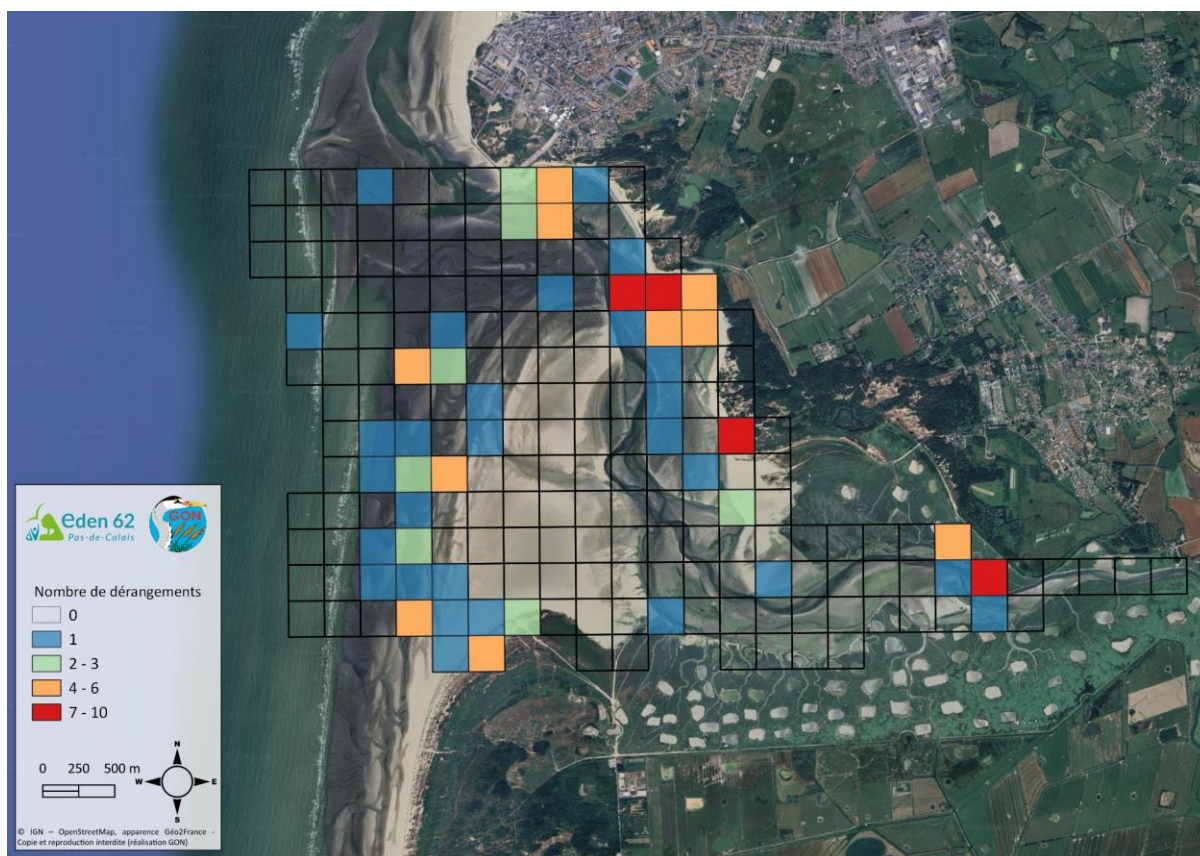 eden 62
Pas-de-Calais
GON
Nombre de dérangements
0
1
2 - 3
4 - 6
7 - 10
0 250 500 m
N
W E
S
© IGN – OpenStreetMap, apparence Géo2France -
Copie et reproduction interdite (réalisation GON)